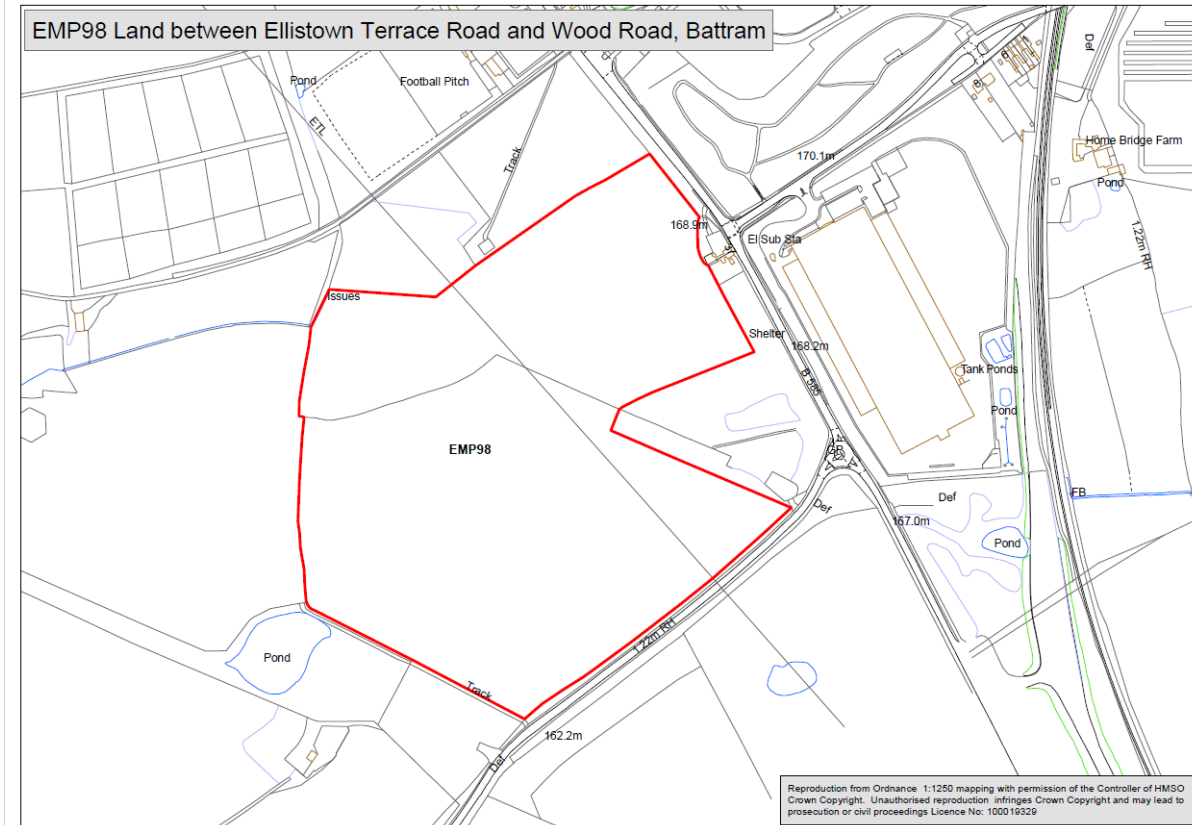 EMP98 Land between Ellistown Terrace Road and Wood Road, Battram
Def
Pond
Football Pitch
ETL
Track
Home Bridge Farm
170.1m
Pond
168.9m
El Sub Sta
37
1.22m RH
Issues
Shelter
168.2m
B 585
Tank
Ponds
Pond
EMP98
GP
FB
Def
Def
167.0m
Pond
1.22m RH
Pond
Track
162.2m
Def
Reproduction from Ordnance 1:1250 mapping with permission of the Controller of HMSO
Crown Copyright. Unauthorised reproduction infringes Crown Copyright and may lead to
prosecution or civil proceedings Licence No: 100019329